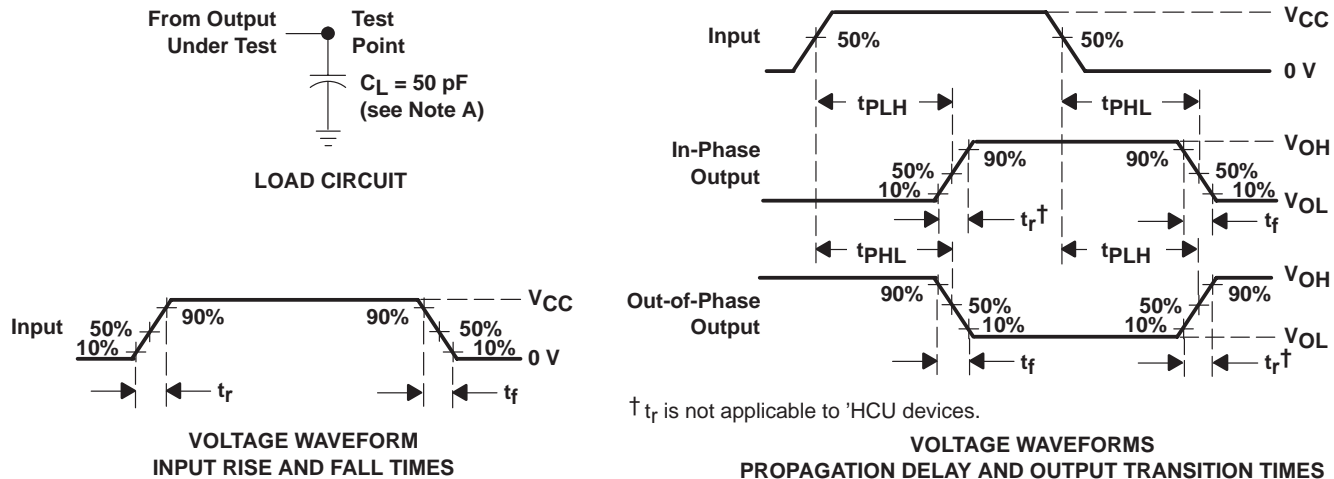 From Output
Under Test
Test
Point
CL = 50 pF
(see Note A)
LOAD CIRCUIT
Input
50%
10%
90%
90%
50%
10%
VCC
0 V
tr
tf
VOLTAGE WAVEFORM
INPUT RISE AND FALL TIMES
Input
50%
50%
VCC
0 V
tPLH
tPHL
In-Phase
Output
50%
10%
90%
90%
50%
10%
VOH
VOL
tr†
tf
tPHL
tPLH
Out-of-Phase
Output
90%
50%
10%
50%
10%
90%
VOH
VOL
tf
tr†
† tr is not applicable to ’HCU devices.
VOLTAGE WAVEFORMS
PROPAGATION DELAY AND OUTPUT TRANSITION TIMES